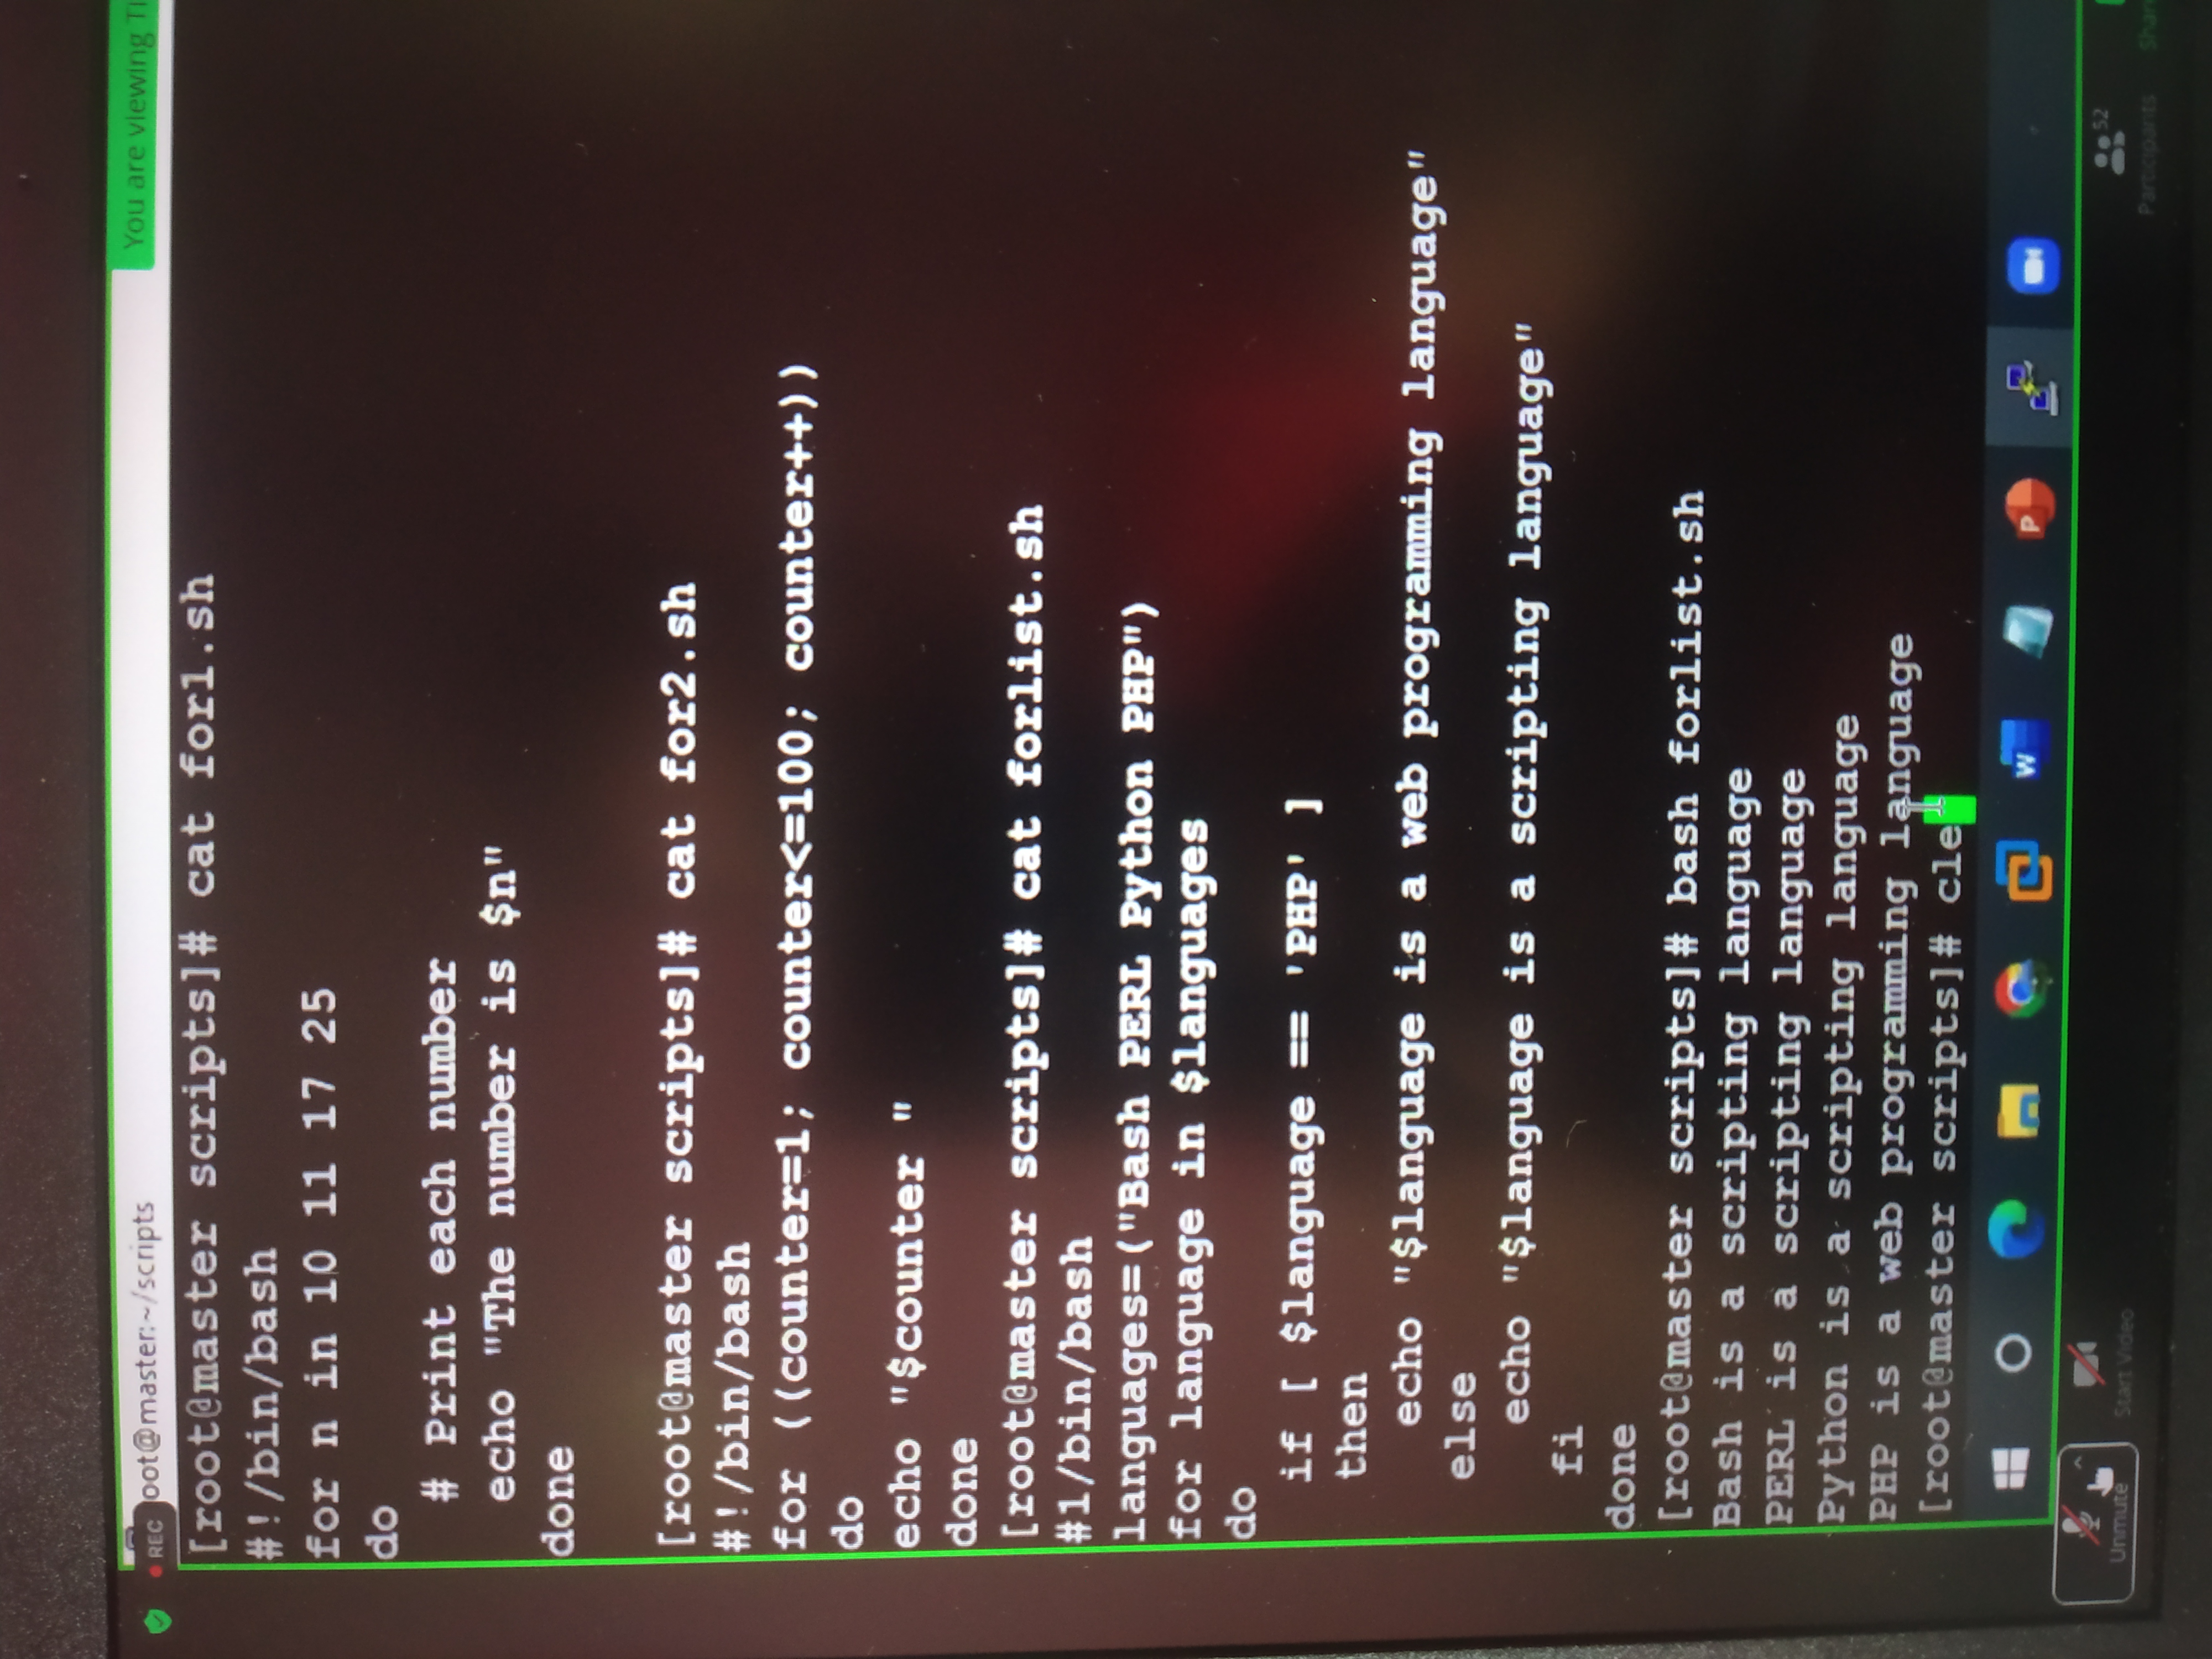 REC
oot@master:~/scripts
You are viewing Ti
[root@master scripts]# cat for1.sh
#!/bin/bash
for n in 10 11 17 25
do
  # Print each number
  echo "The number is $n"
done
[root@master scripts]# cat for2.sh
#!/bin/bash
for ((counter=1; counter<=100; counter++))
do
echo "$counter "
done
[root@master scripts]# cat forlist.sh
#1/bin/bash
languages=("Bash PERL Python PHP")
for language in $languages
do
   if [ $language == 'PHP' ]
   then
      echo "$language is a web programming language"
   else
      echo "$language is a scripting language"
   fi
done
[root@master scripts]# bash forlist.sh
Bash is a scripting language
PERL is a scripting language
Python is a scripting language
PHP is a web programming language
[root@master scripts]# cle
W
P
Unmute
Start Video
52
Participants
Shar